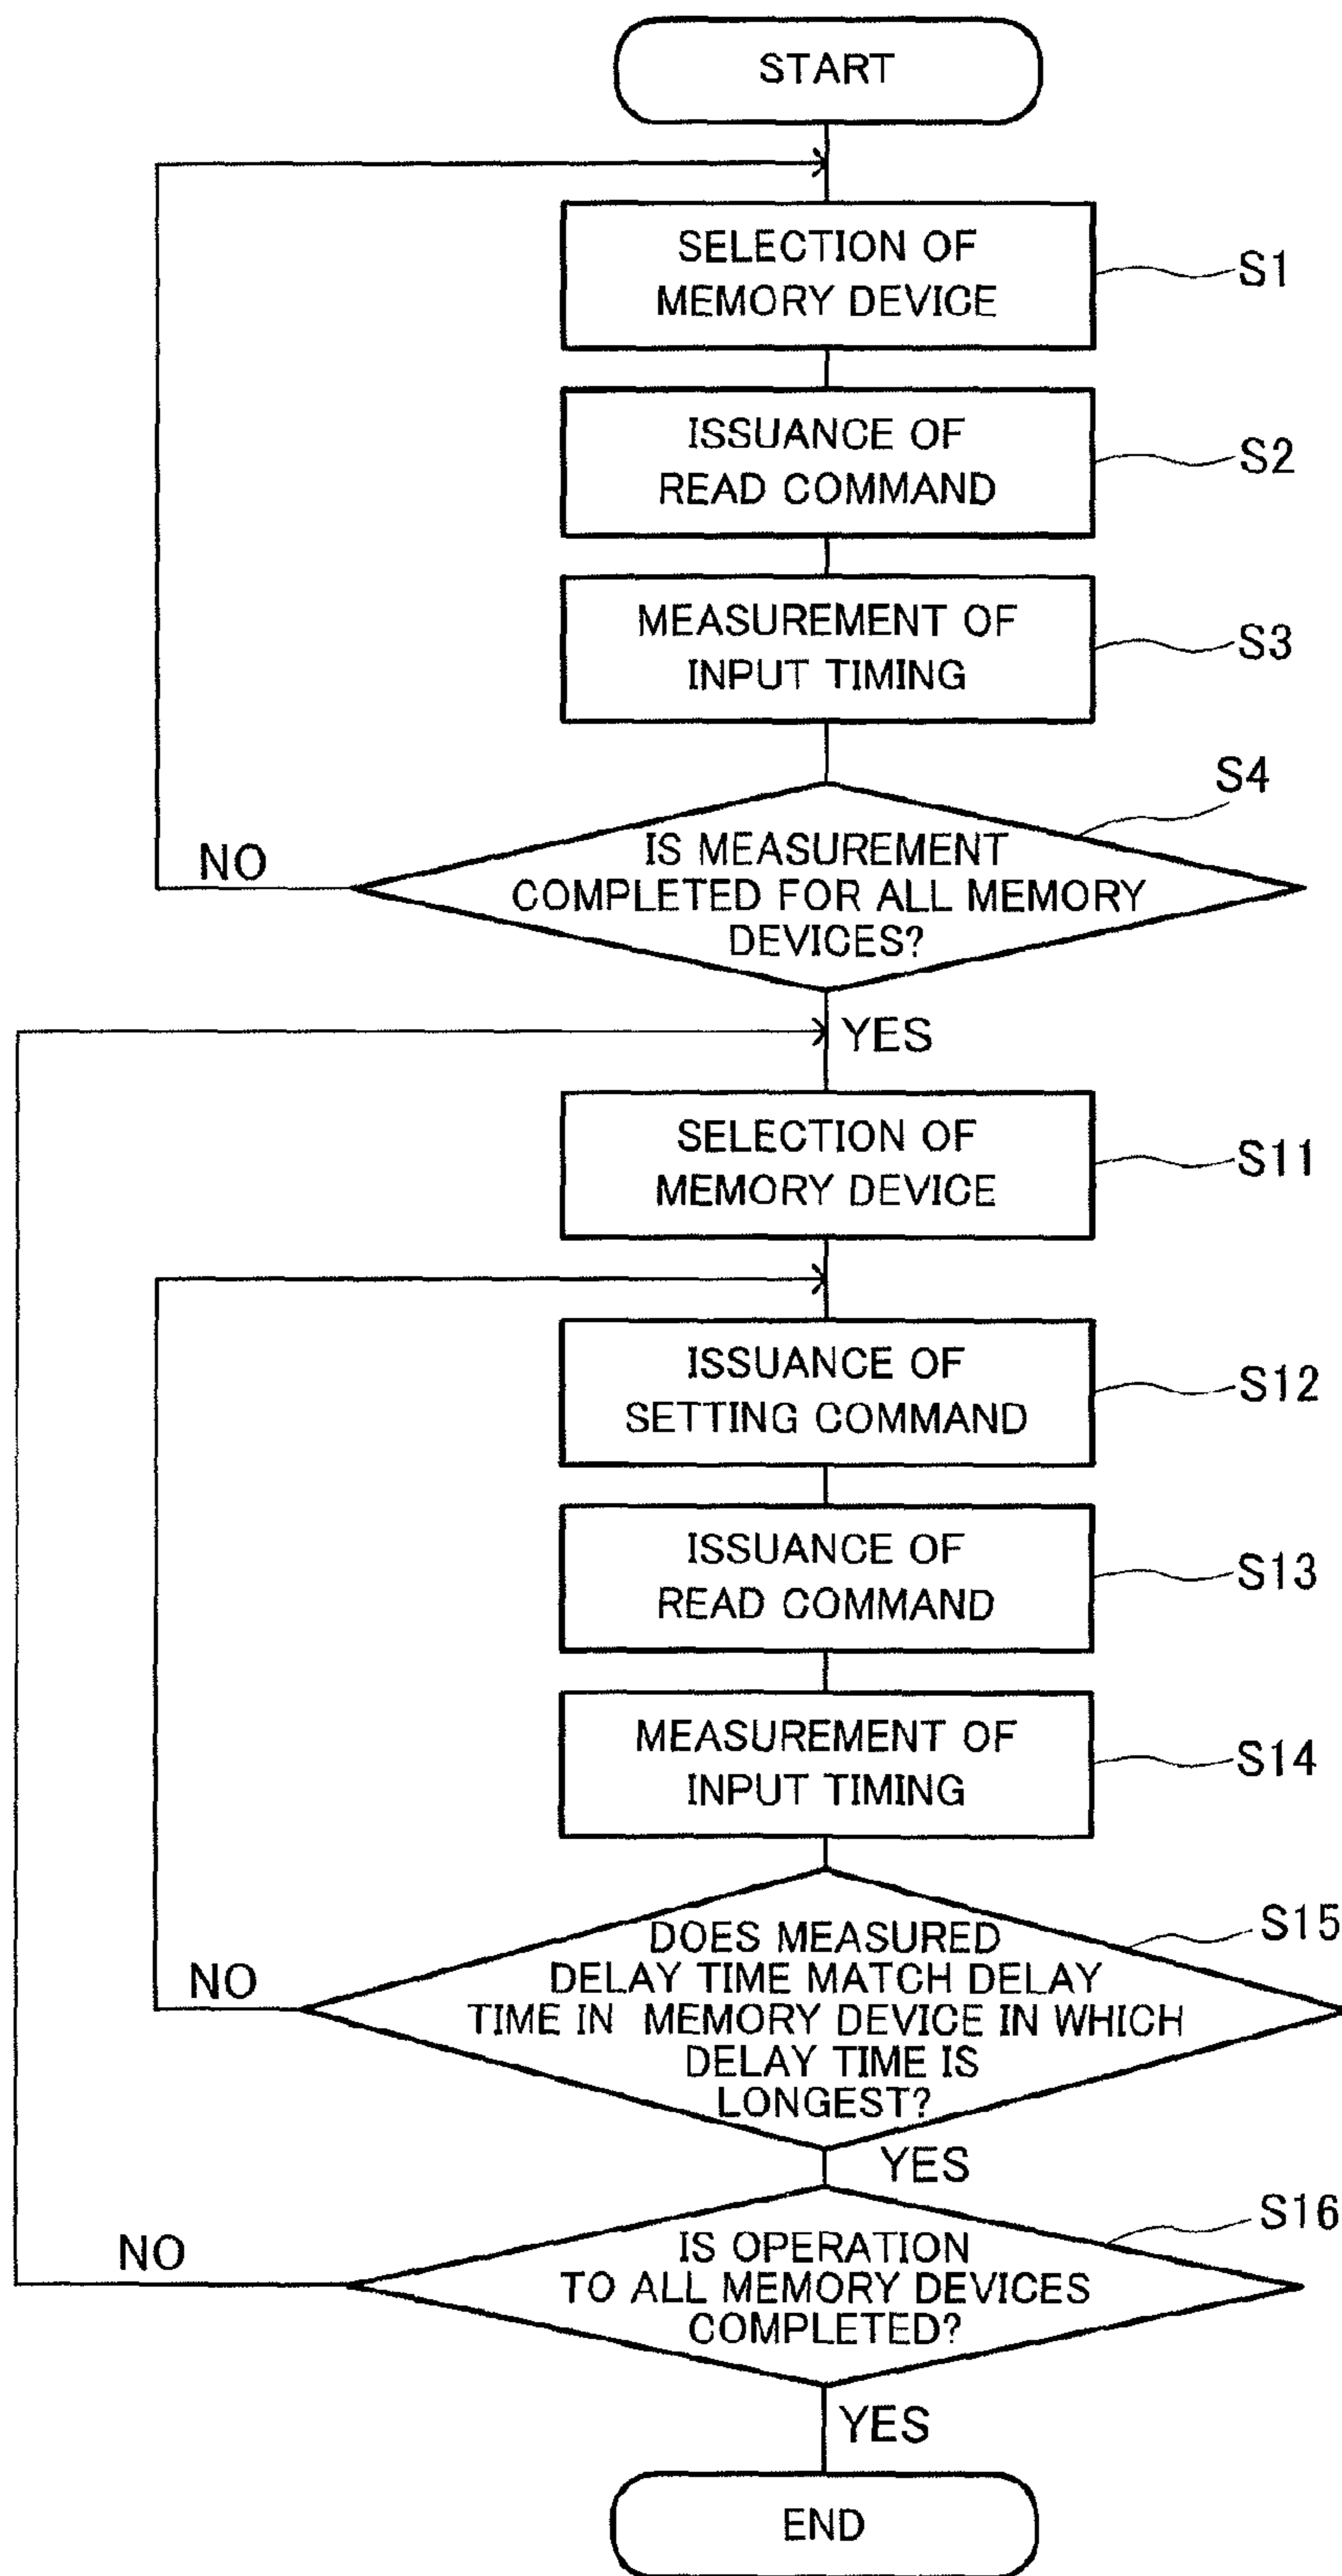 START
SELECTION OF
MEMORY DEVICE
S1
ISSUANCE OF
READ COMMAND
S2
MEASUREMENT OF
INPUT TIMING
S3
S4
IS MEASUREMENT
COMPLETED FOR ALL MEMORY
DEVICES?
NO
YES
SELECTION OF
MEMORY DEVICE
S11
ISSUANCE OF
SETTING COMMAND
S12
ISSUANCE OF
READ COMMAND
S13
MEASUREMENT OF
INPUT TIMING
S14
S15
DOES MEASURED
DELAY TIME MATCH DELAY
TIME IN MEMORY DEVICE IN WHICH
DELAY TIME IS
LONGEST?
NO
YES
S16
IS OPERATION
TO ALL MEMORY DEVICES
COMPLETED?
NO
YES
END